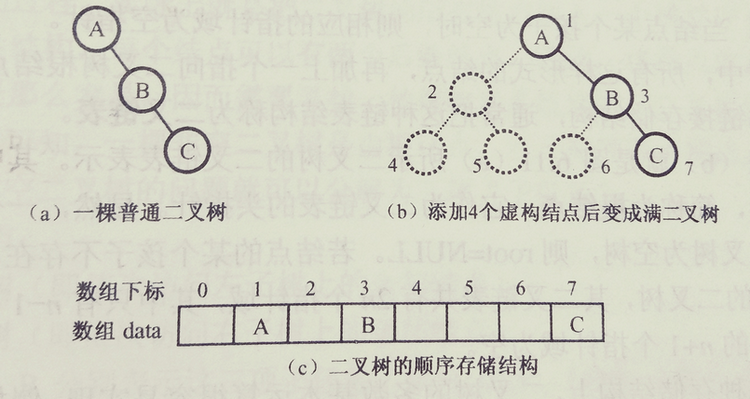 A
B
C
(a) 一棵普通二叉树
A 1
2
B 3
4
5
6
C 7
(b) 添加4个虚构结点后变成满二叉树
数组下标 0 1 2 3 4 5 6 7
数组 data A B C
(c) 二叉树的顺序存储结构